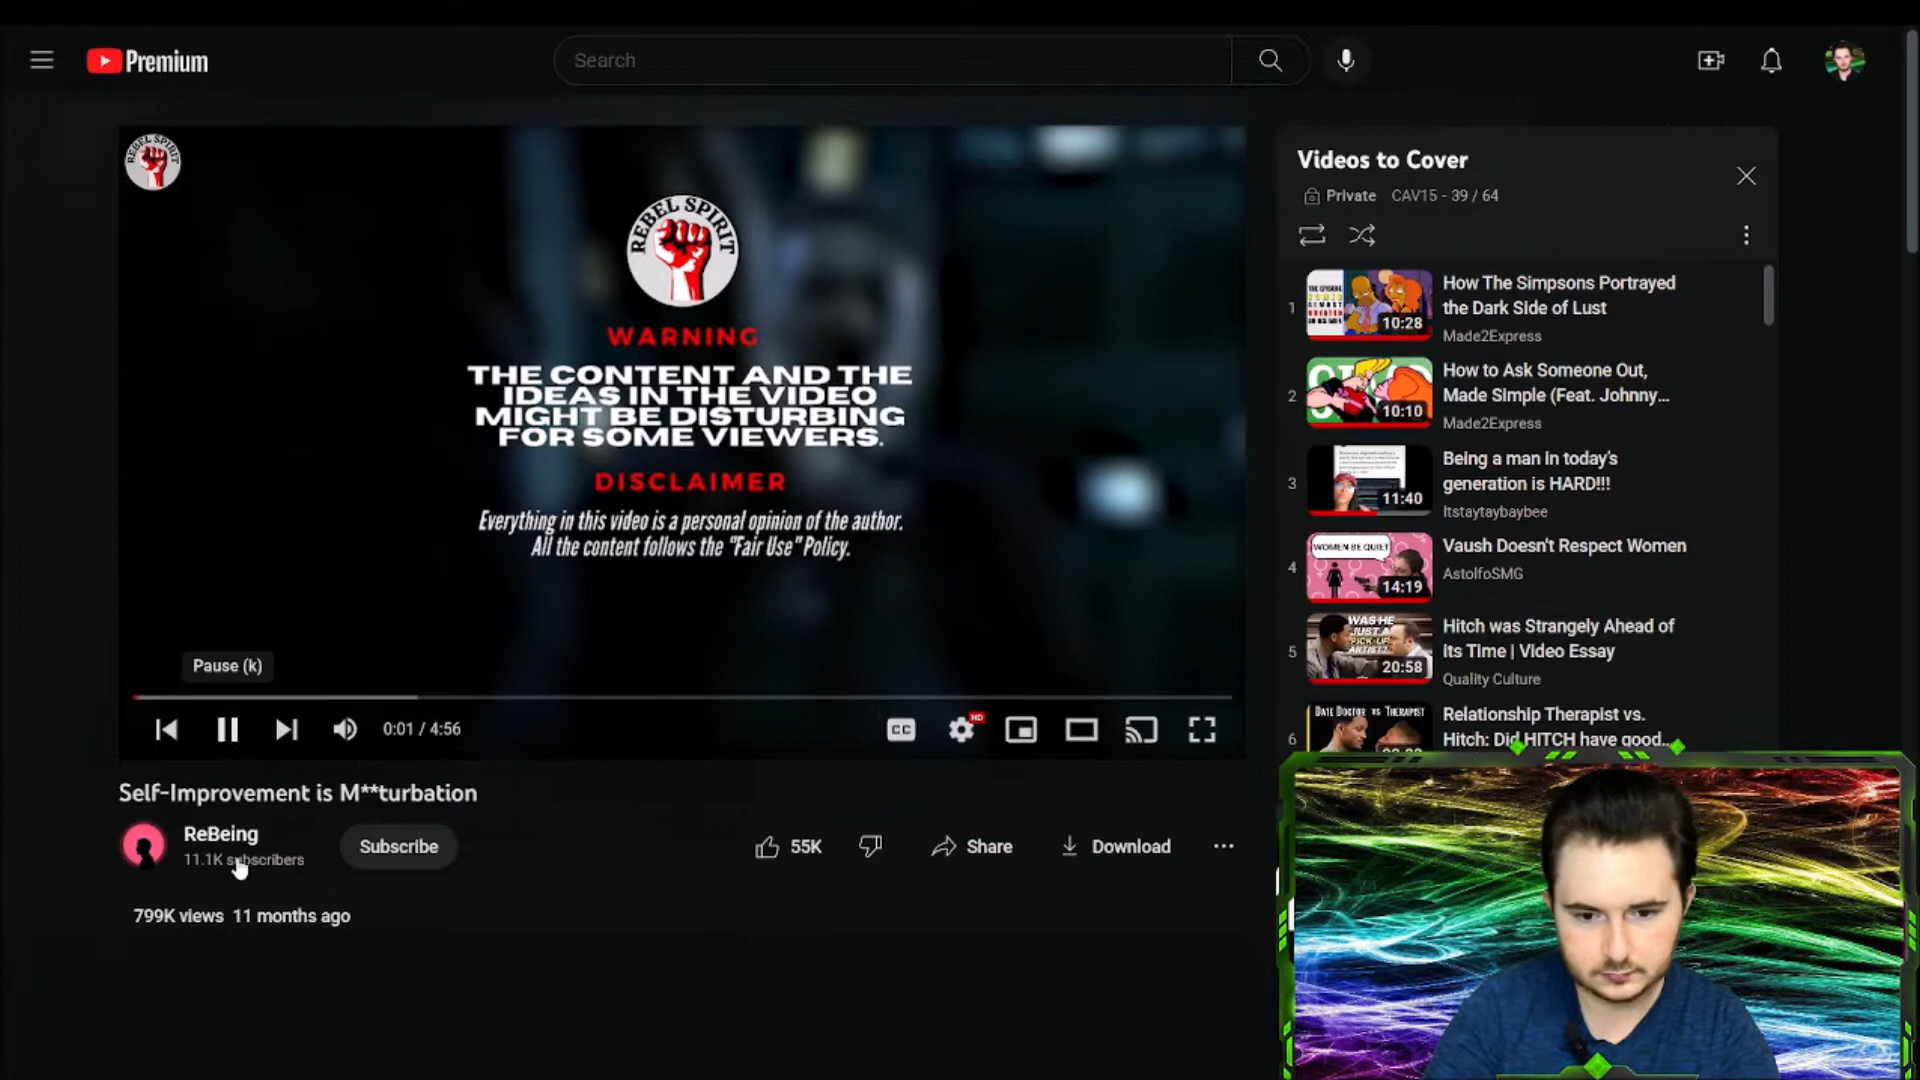 Premium
Search
REBEL SPIRIT
REBEL SPIRIT
WARNING
THE CONTENT AND THE
IDEAS IN THE VIDEO
MIGHT BE DISTURBING
FOR SOME VIEWERS.
DISCLAIMER
Everything in this video is a personal opinion of the author.
All the content follows the "Fair Use" Policy.
Pause (k)
0:01 / 4:56
CC
HD
Self-Improvement is M**turbation
ReBeing
11.1K subscribers
Subscribe
55K
Share
Download
799K views 11 months ago
Videos to Cover
Private CAV15 - 39 / 64
1
10:28
How The Simpsons Portrayed
the Dark Side of Lust
Made2Express
2
10:10
How to Ask Someone Out,
Made Simple (Feat. Johnny...
Made2Express
3
11:40
Being a man in today's
generation is HARD!!!
Itstaytaybaybee
4
WOMEN BE QUIET
14:19
Vaush Doesn't Respect Women
AstolfoSMG
5
WAS HE
JUST A
PICK-UP
ARTIST?
20:58
Hitch was Strangely Ahead of
its Time | Video Essay
Quality Culture
6
DATE DOCTOR VS THERAPIST
Relationship Therapist vs.
Hitch: Did HITCH have good...